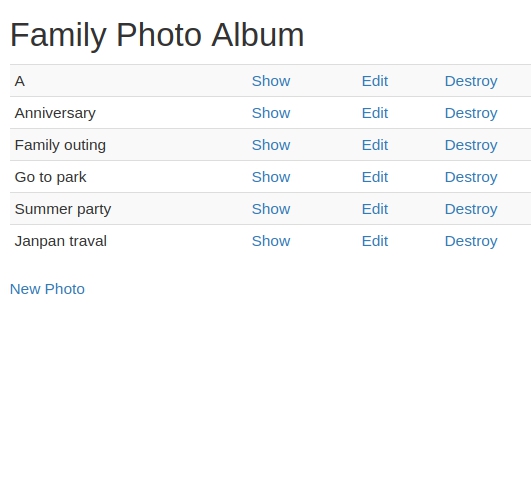 Family Photo Album
A Show Edit Destroy
Anniversary Show Edit Destroy
Family outing Show Edit Destroy
Go to park Show Edit Destroy
Summer party Show Edit Destroy
Janpan traval Show Edit Destroy
New Photo